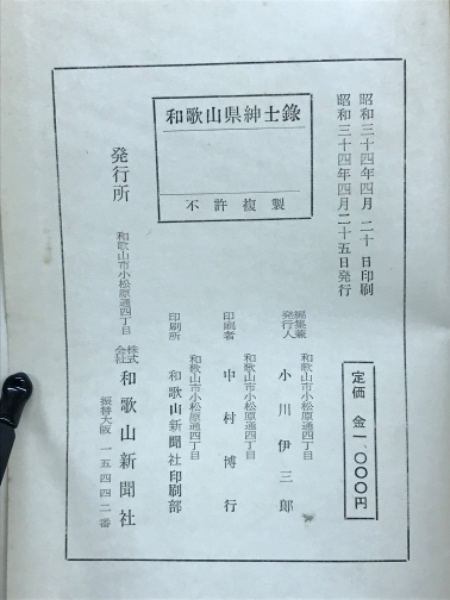 昭和三十四年四月二十日印刷
昭和三十四年四月二十五日発行
和歌山県紳士錄
不許複製
定価 金一、〇〇〇円
和歌山市小松原通四丁目
編集兼
発行人 小川伊三郎
和歌山市小松原通四丁目
印刷者 中村博行
和歌山市小松原通四丁目
印刷所 和歌山新聞社印刷部
発行所
和歌山市小松原通四丁目
株式
会社 和歌山新聞社
振替大阪 一五四四二番